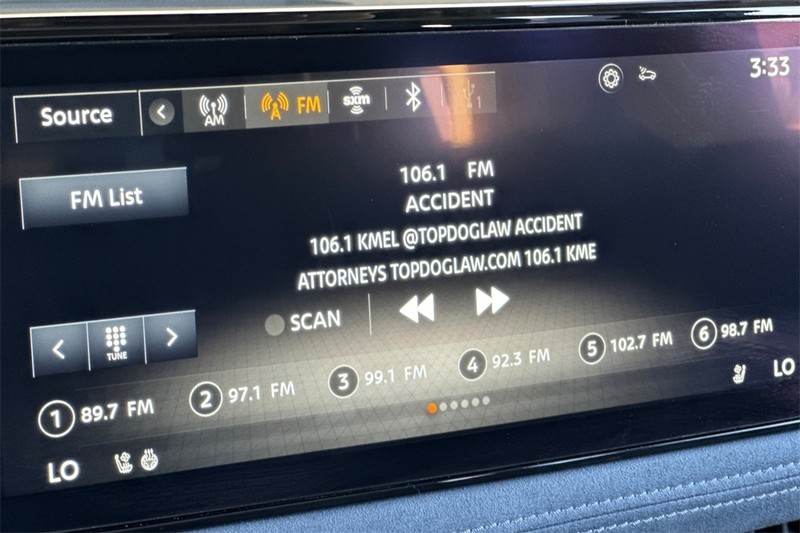 3:33
Source
AM
A FM
sxm
1
FM List
106.1 FM
ACCIDENT
106.1 KMEL @TOPDOGLAW ACCIDENT
ATTORNEYS TOPDOGLAW.COM 106.1 KME
SCAN
TUNE
1 89.7 FM
2 97.1 FM
3 99.1 FM
4 92.3 FM
5 102.7 FM
6 98.7 FM
LO
LO